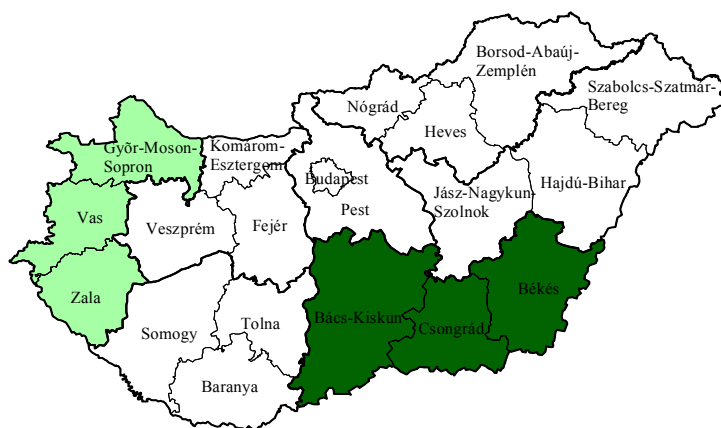 Borsod-Abaúj-
Zemplén
Szabolcs-Szatmár-
Bereg
Nógrád
Heves
Gyõr-Moson-
Sopron
Komárom-
Esztergom
Budapest
Pest
Jász-Nagykun-
Szolnok
Hajdú-Bihar
Vas
Veszprém
Fejér
Zala
Somogy
Tolna
Baranya
Bács-Kiskun
Csongrád
Békés